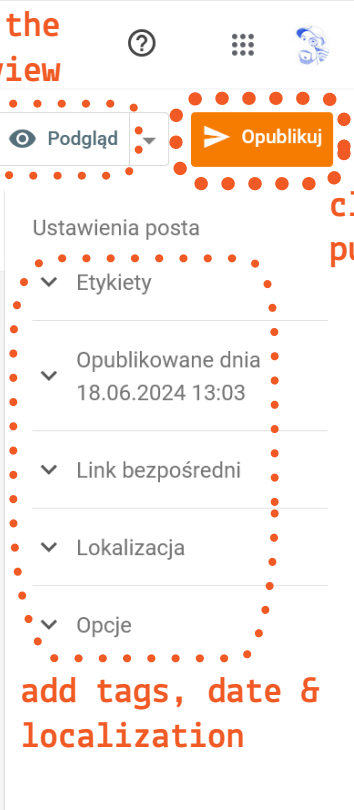 the
view
Podgląd
Opublikuj
Ustawienia posta
Etykiety
Opublikowane dnia
18.06.2024 13:03
Link bezpośredni
Lokalizacja
Opcje
add tags, date &
localization